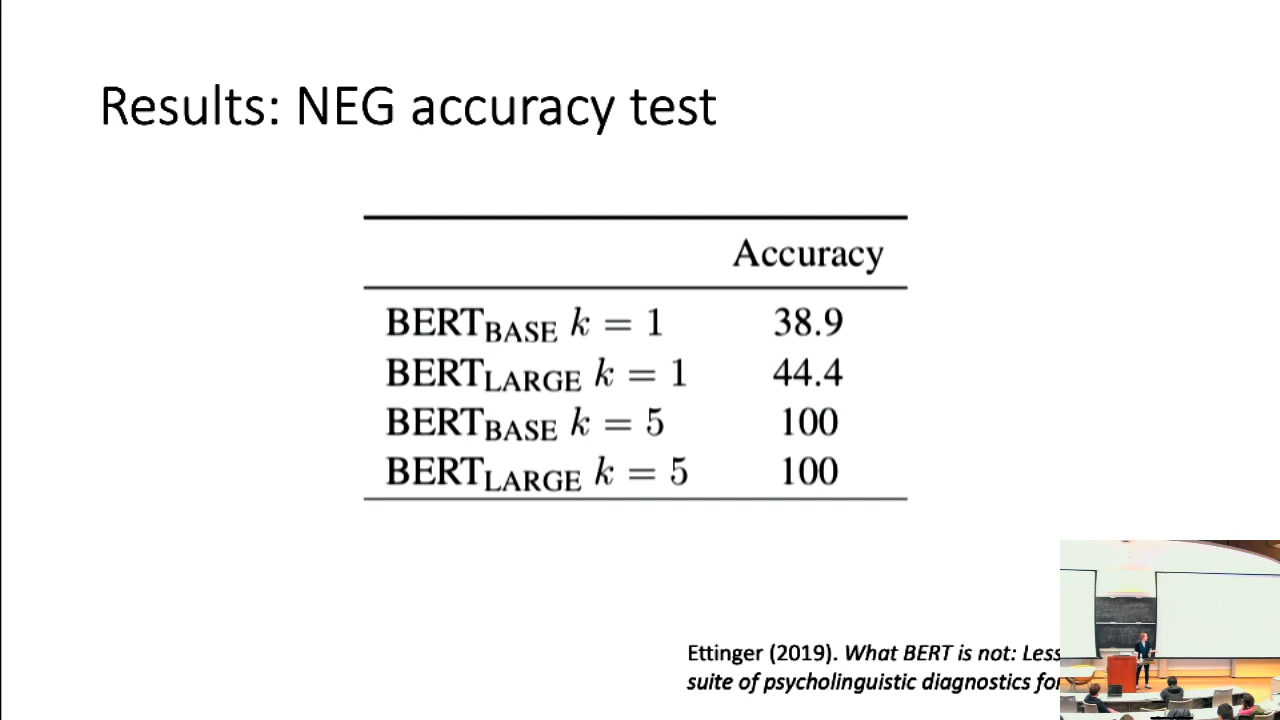 Results: NEG accuracy test
Accuracy
BERT_BASE k = 1 38.9
BERT_LARGE k = 1 44.4
BERT_BASE k = 5 100
BERT_LARGE k = 5 100
Ettinger (2019). What BERT is not: Less
suite of psycholinguistic diagnostics for